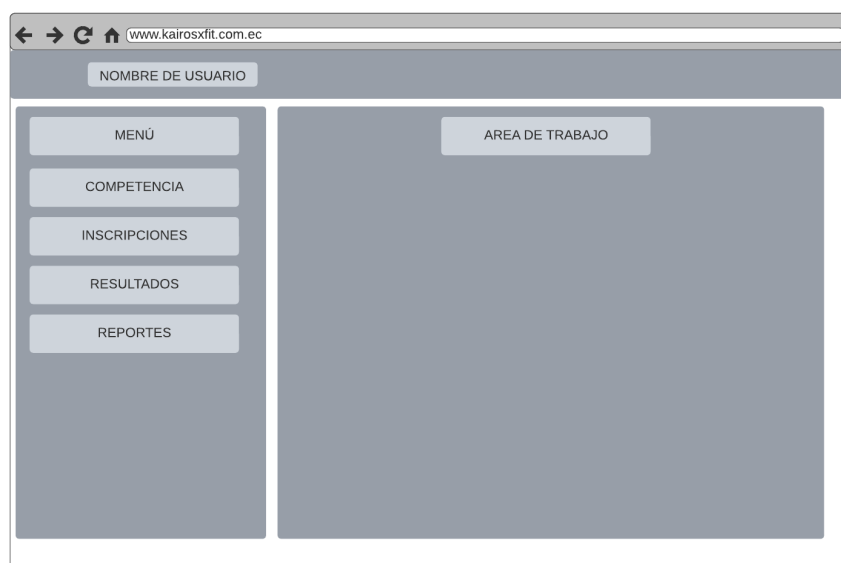 www.kairosxfit.com.ec
NOMBRE DE USUARIO
MENÚ
COMPETENCIA
INSCRIPCIONES
RESULTADOS
REPORTES
AREA DE TRABAJO